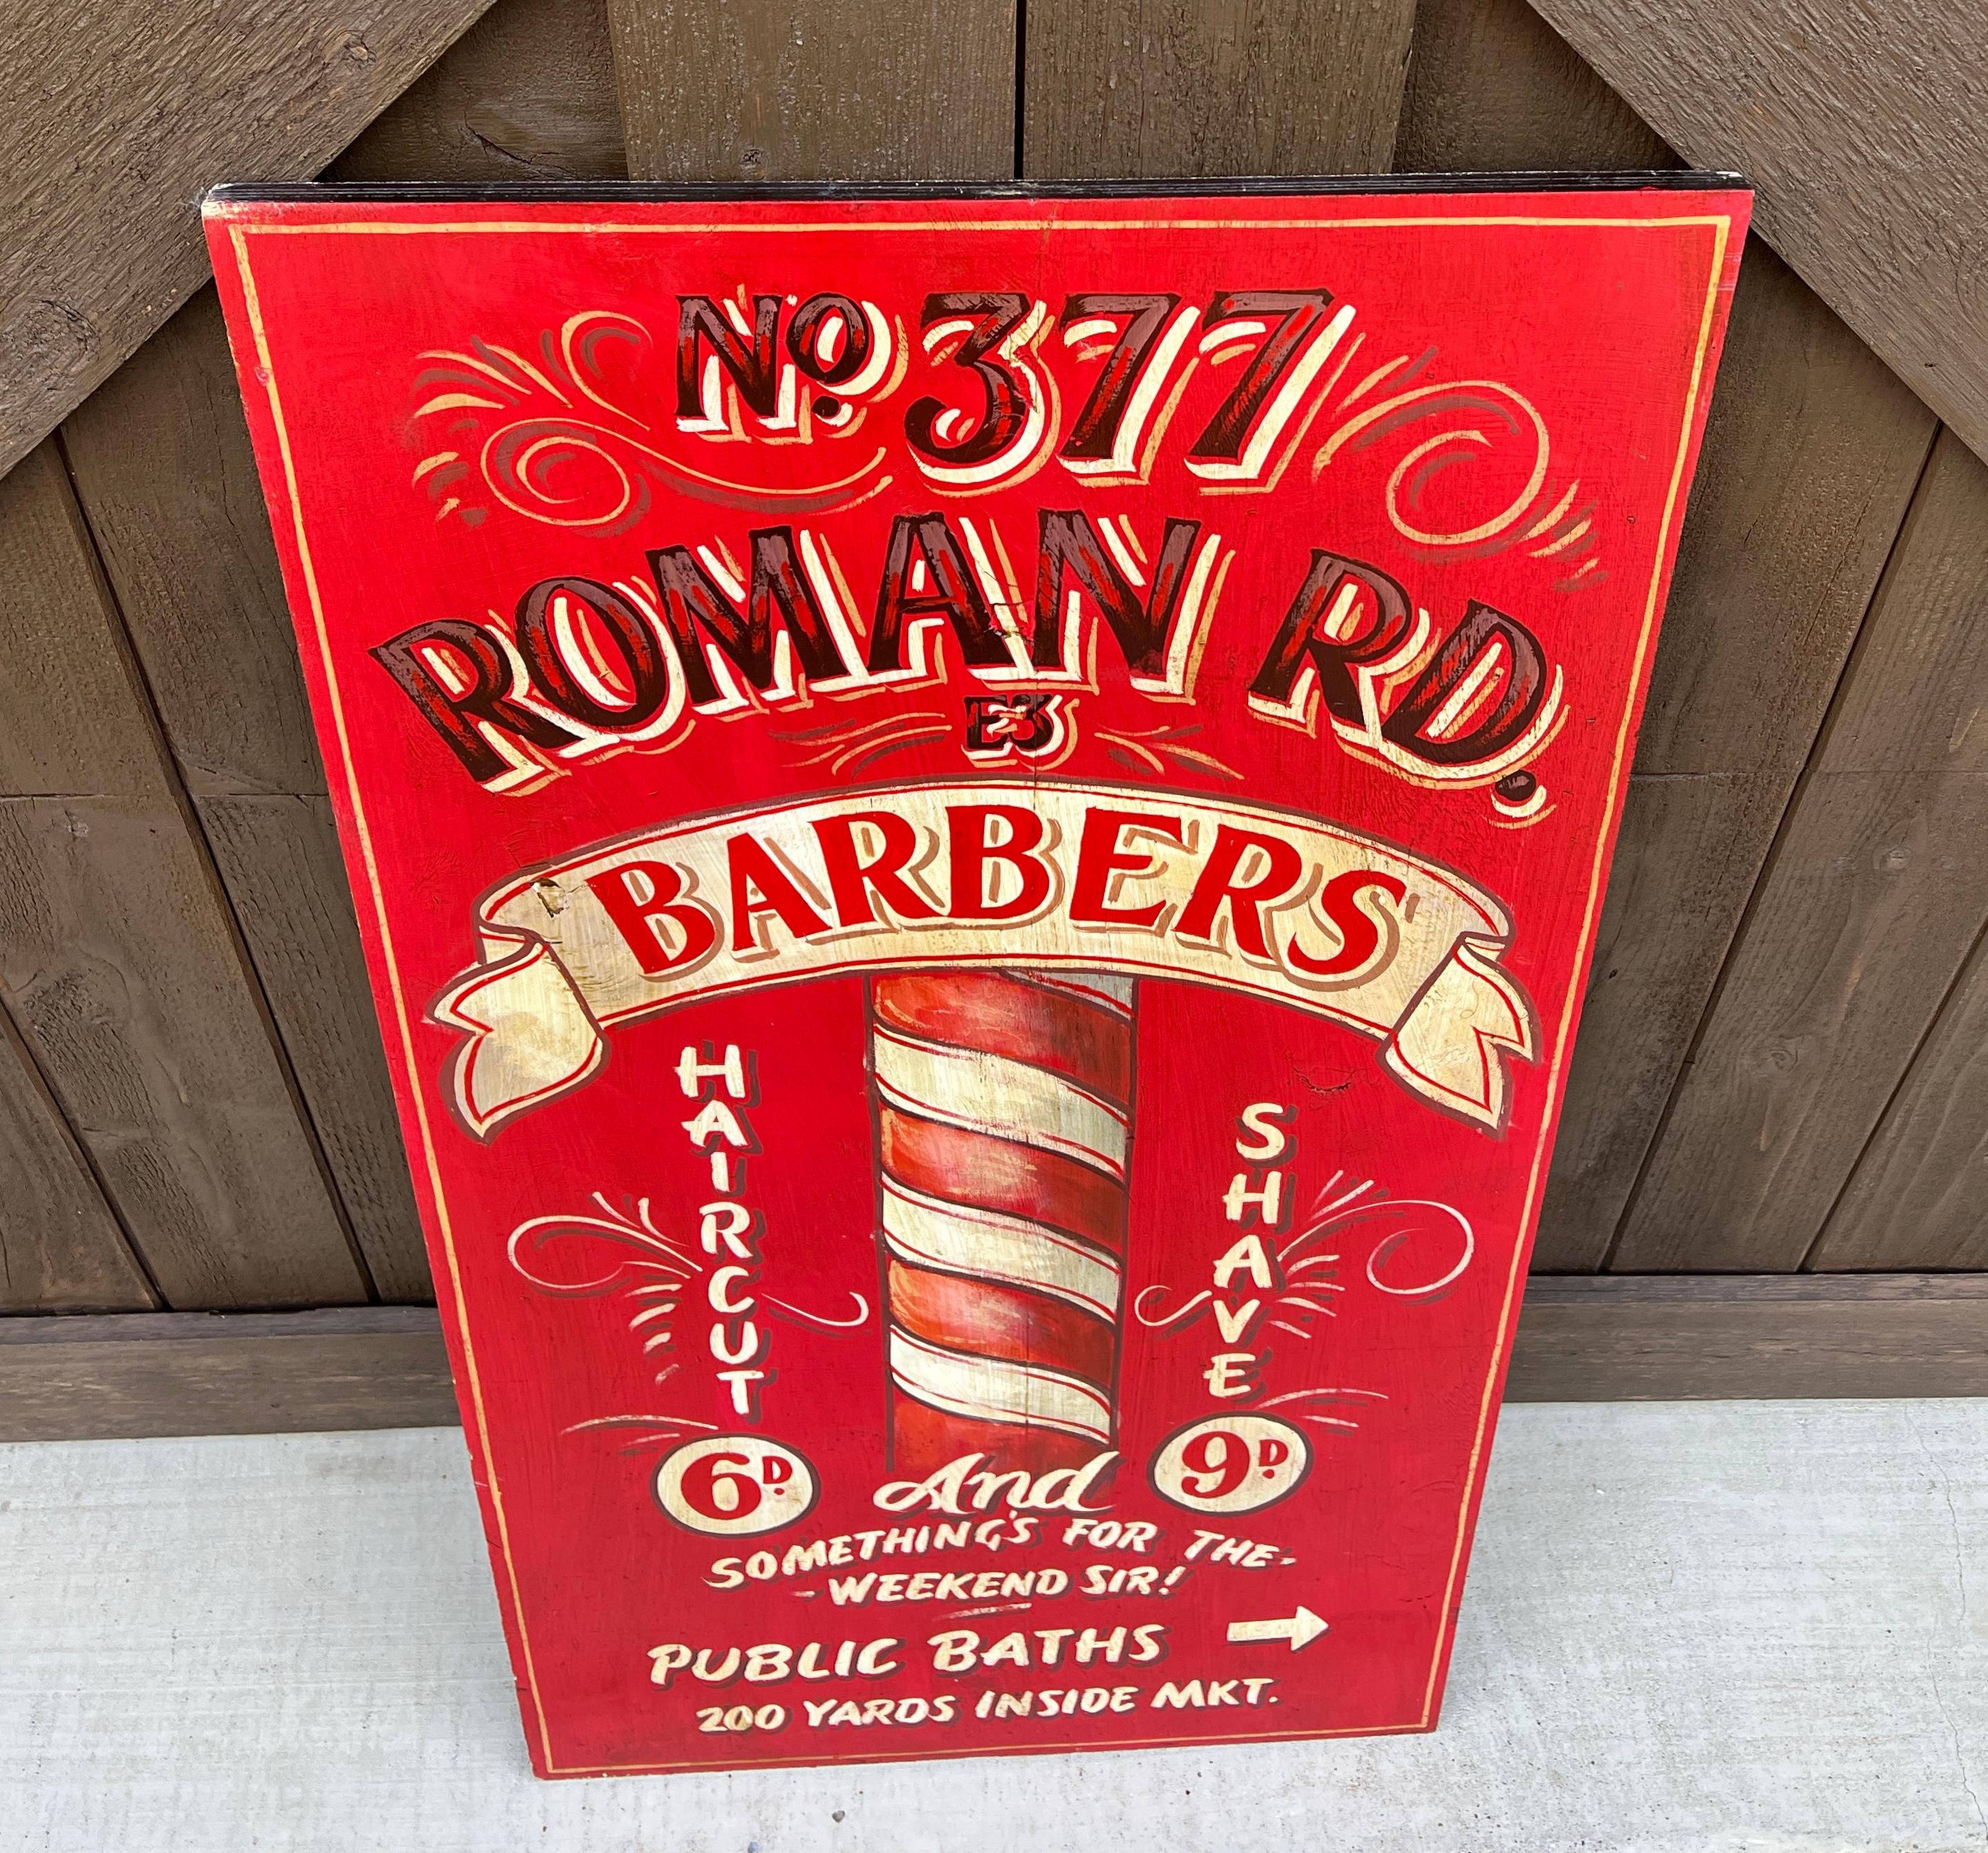 No. 377
ROMAN RD.
E3
BARBERS
HAIRCUT
SHAVE
6D.
9D.
And
SOMETHING'S FOR THE-
-WEEKEND SIR!
PUBLIC BATHS →
200 YARDS INSIDE MKT.